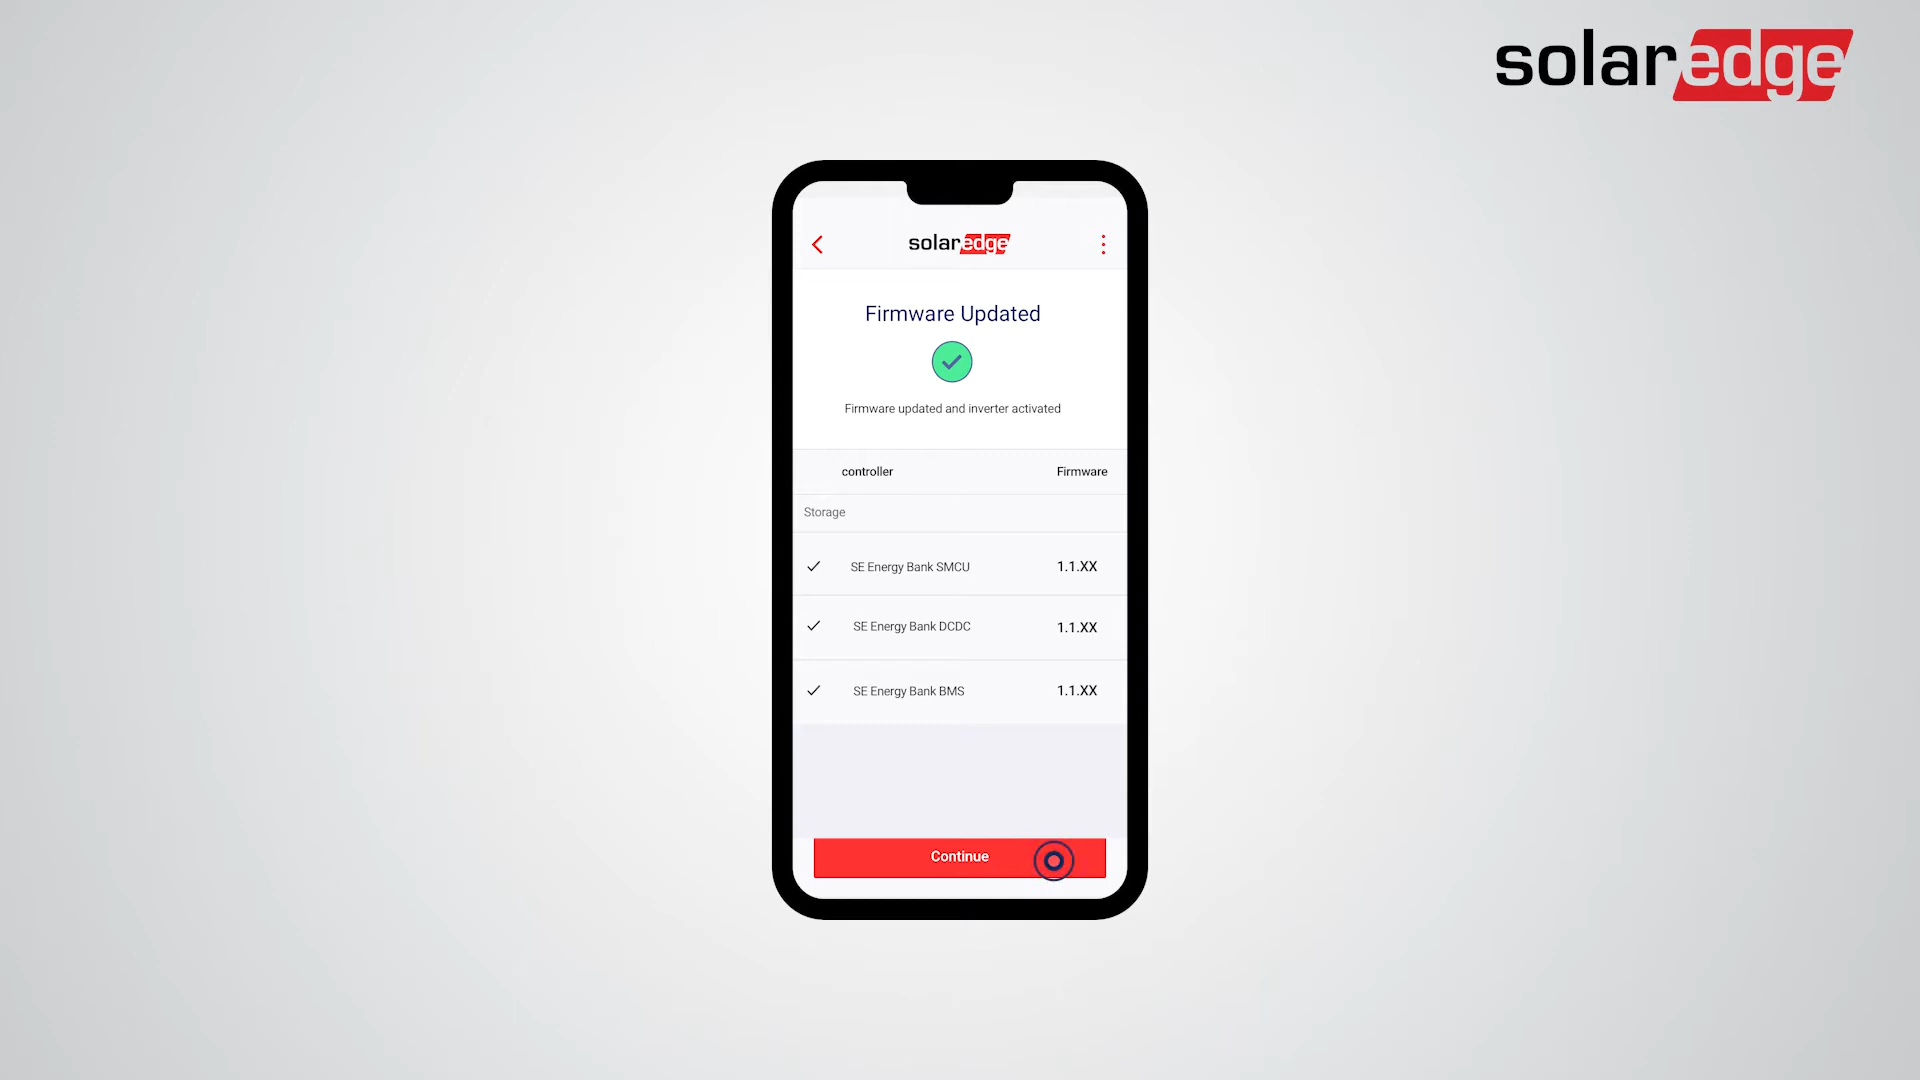 solaredge
solaredge
Firmware Updated
Firmware updated and inverter activated
controller Firmware
Storage
SE Energy Bank SMCU 1.1.XX
SE Energy Bank DCDC 1.1.XX
SE Energy Bank BMS 1.1.XX
Continue